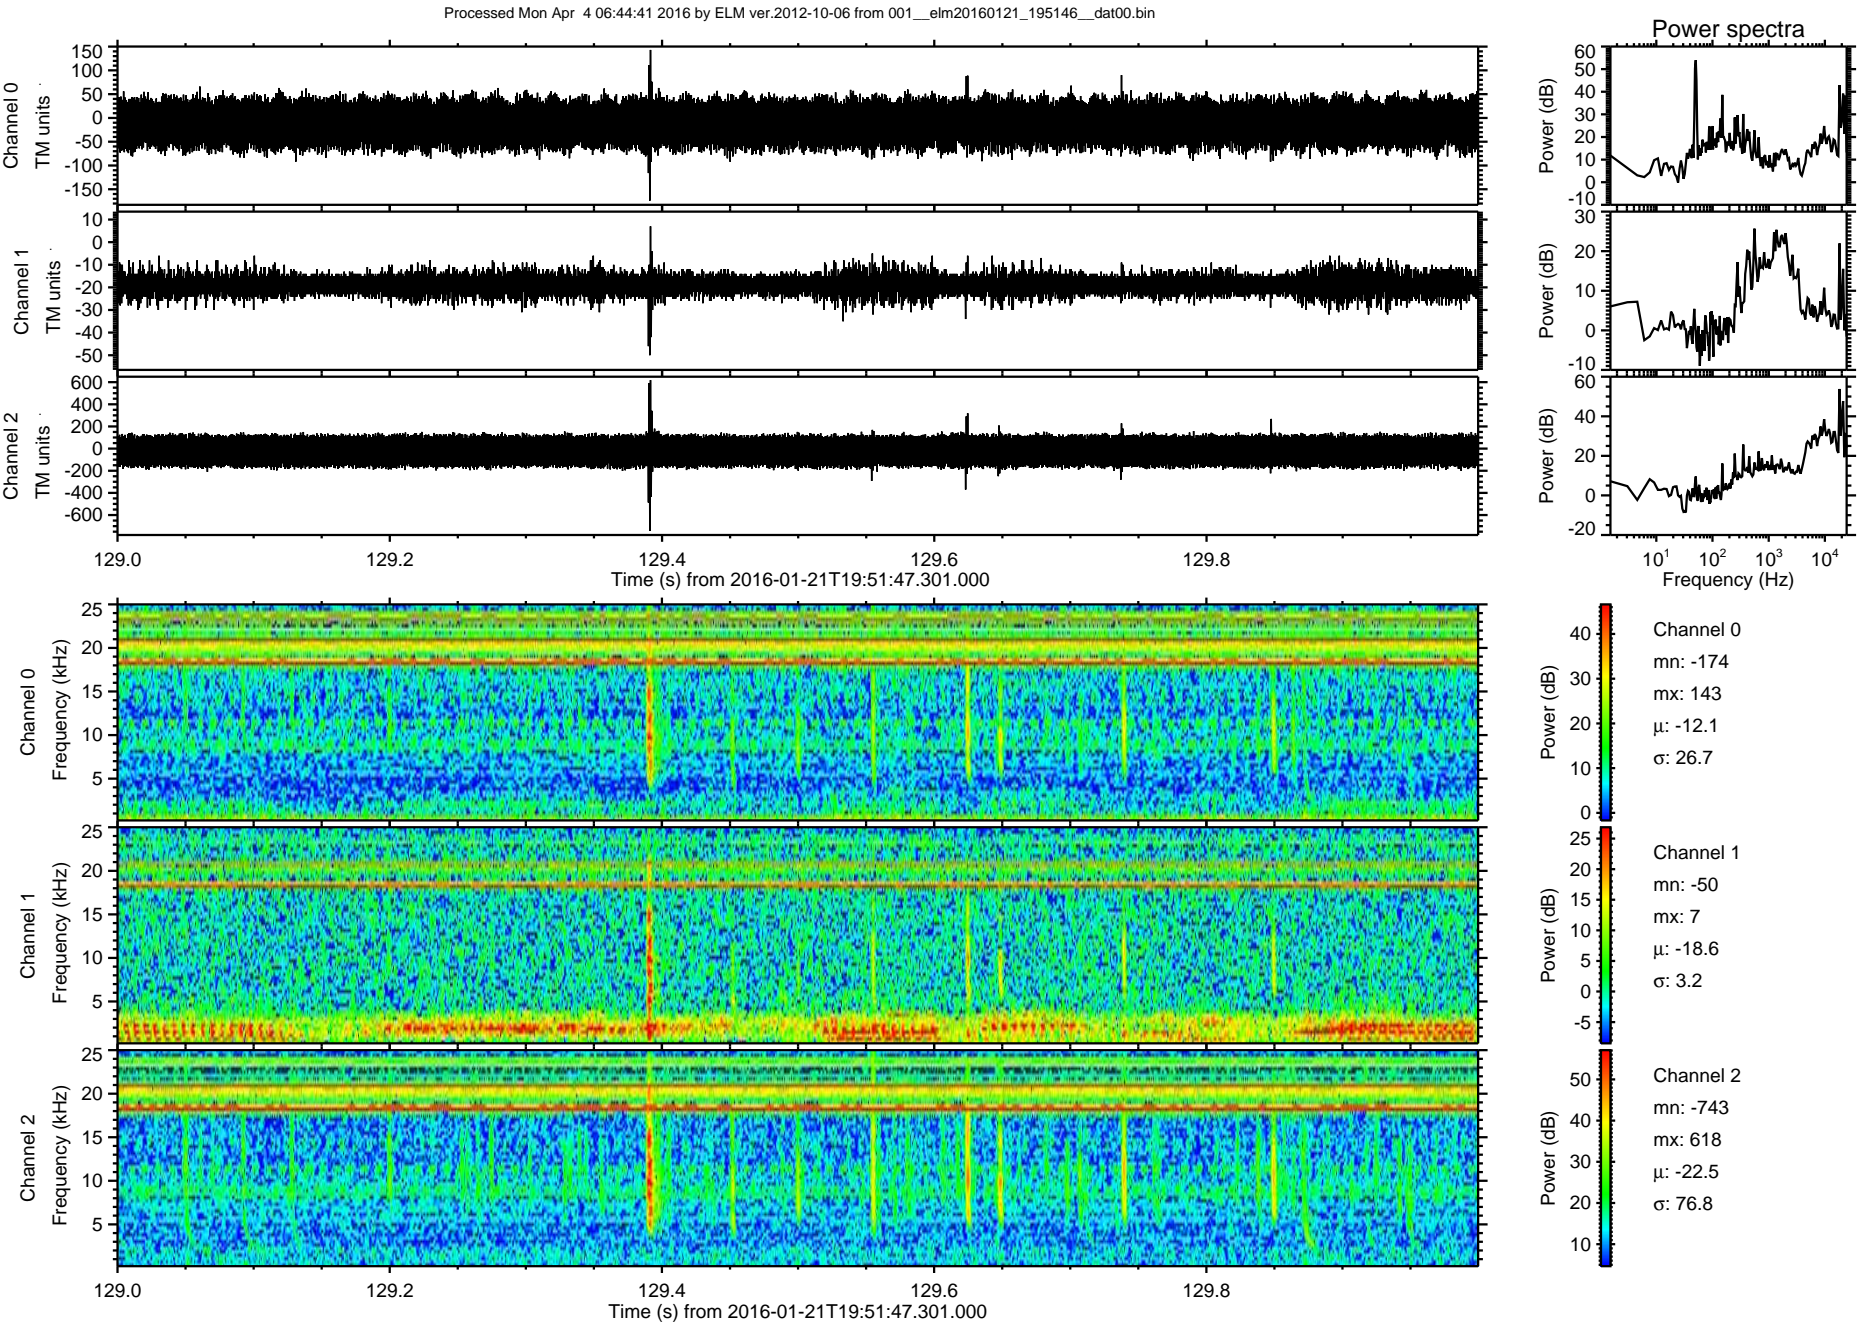 Processed Mon Apr  4 06:44:41 2016 by ELM ver.2012-10-06 from 001__elm20160121_195146__dat00.bin
Power spectra
Channel 0
TM units
150
100
50
0
-50
-100
-150
Power (dB)
60
50
40
30
20
10
0
-10
Channel 1
TM units
10
0
-10
-20
-30
-40
-50
Power (dB)
30
20
10
0
-10
Channel 2
TM units
600
400
200
0
-200
-400
-600
Power (dB)
60
40
20
0
-20
129.0 129.2 129.4 129.6 129.8
Time (s) from 2016-01-21T19:51:47.301.000
10¹ 10² 10³ 10⁴
Frequency (Hz)
Channel 0
Frequency (kHz)
25
20
15
10
5
Power (dB)
40
30
20
10
0
Channel 0
mn: -174
mx: 143
μ: -12.1
σ: 26.7
Channel 1
Frequency (kHz)
25
20
15
10
5
Power (dB)
25
20
15
10
5
0
-5
Channel 1
mn: -50
mx: 7
μ: -18.6
σ: 3.2
Channel 2
Frequency (kHz)
25
20
15
10
5
Power (dB)
50
40
30
20
10
Channel 2
mn: -743
mx: 618
μ: -22.5
σ: 76.8
129.0 129.2 129.4 129.6 129.8
Time (s) from 2016-01-21T19:51:47.301.000